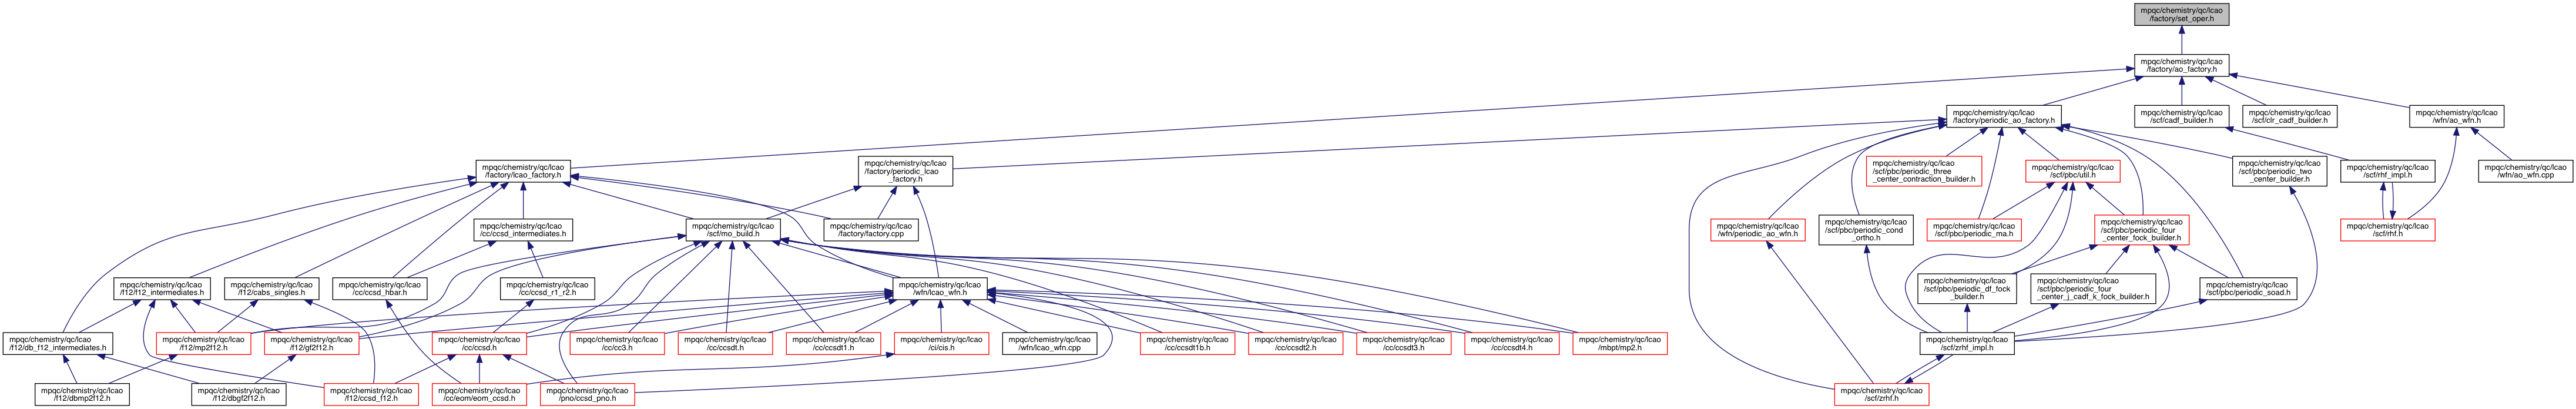 mpqc/chemistry/qc/lcao
/factory/set_oper.h
mpqc/chemistry/qc/lcao
/factory/ao_factory.h
mpqc/chemistry/qc/lcao
/factory/periodic_ao_factory.h
mpqc/chemistry/qc/lcao
/scf/cadf_builder.h
mpqc/chemistry/qc/lcao
/scf/clr_cadf_builder.h
mpqc/chemistry/qc/lcao
/wfn/ao_wfn.h
mpqc/chemistry/qc/lcao
/factory/lcao_factory.h
mpqc/chemistry/qc/lcao
/factory/periodic_lcao
_factory.h
mpqc/chemistry/qc/lcao
/scf/pbc/periodic_three
_center_contraction_builder.h
mpqc/chemistry/qc/lcao
/scf/pbc/util.h
mpqc/chemistry/qc/lcao
/scf/pbc/periodic_two
_center_builder.h
mpqc/chemistry/qc/lcao
/scf/rhf_impl.h
mpqc/chemistry/qc/lcao
/wfn/ao_wfn.cpp
mpqc/chemistry/qc/lcao
/cc/ccsd_intermediates.h
mpqc/chemistry/qc/lcao
/scf/mo_build.h
mpqc/chemistry/qc/lcao
/factory/factory.cpp
mpqc/chemistry/qc/lcao
/wfn/periodic_ao_wfn.h
mpqc/chemistry/qc/lcao
/scf/pbc/periodic_cond
_ortho.h
mpqc/chemistry/qc/lcao
/scf/pbc/periodic_ma.h
mpqc/chemistry/qc/lcao
/scf/pbc/periodic_four
_center_fock_builder.h
mpqc/chemistry/qc/lcao
/scf/rhf.h
mpqc/chemistry/qc/lcao
/f12/f12_intermediates.h
mpqc/chemistry/qc/lcao
/f12/cabs_singles.h
mpqc/chemistry/qc/lcao
/cc/ccsd_hbar.h
mpqc/chemistry/qc/lcao
/cc/ccsd_r1_r2.h
mpqc/chemistry/qc/lcao
/wfn/lcao_wfn.h
mpqc/chemistry/qc/lcao
/scf/pbc/periodic_df_fock
_builder.h
mpqc/chemistry/qc/lcao
/scf/pbc/periodic_four
_center_j_cadf_k_fock_builder.h
mpqc/chemistry/qc/lcao
/scf/pbc/periodic_soad.h
mpqc/chemistry/qc/lcao
/f12/db_f12_intermediates.h
mpqc/chemistry/qc/lcao
/f12/mp2f12.h
mpqc/chemistry/qc/lcao
/f12/gf2f12.h
mpqc/chemistry/qc/lcao
/cc/ccsd.h
mpqc/chemistry/qc/lcao
/cc/cc3.h
mpqc/chemistry/qc/lcao
/cc/ccsdt.h
mpqc/chemistry/qc/lcao
/cc/ccsdt1.h
mpqc/chemistry/qc/lcao
/ci/cis.h
mpqc/chemistry/qc/lcao
/wfn/lcao_wfn.cpp
mpqc/chemistry/qc/lcao
/cc/ccsdt1b.h
mpqc/chemistry/qc/lcao
/cc/ccsdt2.h
mpqc/chemistry/qc/lcao
/cc/ccsdt3.h
mpqc/chemistry/qc/lcao
/cc/ccsdt4.h
mpqc/chemistry/qc/lcao
/mbpt/mp2.h
mpqc/chemistry/qc/lcao
/scf/zrhf_impl.h
mpqc/chemistry/qc/lcao
/f12/dbmp2f12.h
mpqc/chemistry/qc/lcao
/f12/dbgf2f12.h
mpqc/chemistry/qc/lcao
/f12/ccsd_f12.h
mpqc/chemistry/qc/lcao
/cc/eom/eom_ccsd.h
mpqc/chemistry/qc/lcao
/pno/ccsd_pno.h
mpqc/chemistry/qc/lcao
/scf/zrhf.h